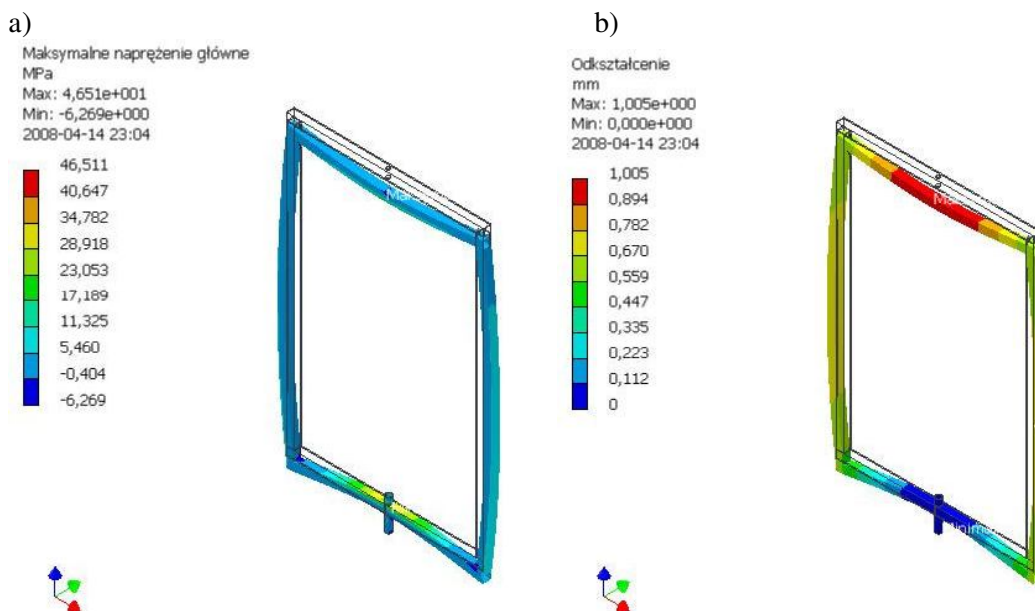 a)
Maksymalne naprężenie główne
MPa
Max: 4,651e+001
Min: -6,269e+000
2008-04-14 23:04
46,511
40,647
34,782
28,918
23,053
17,189
11,325
5,460
-0,404
-6,269
b)
Odkształcenie
mm
Max: 1,005e+000
Min: 0,000e+000
2008-04-14 23:04
1,005
0,894
0,782
0,670
0,559
0,447
0,335
0,223
0,112
0